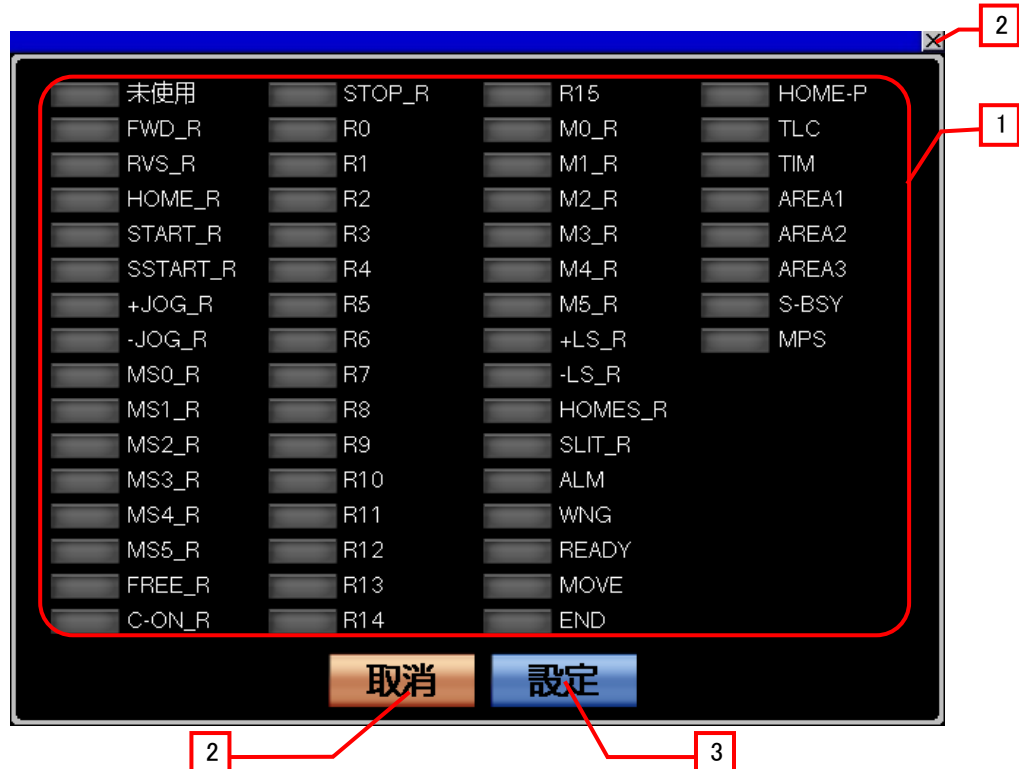 2
1
未使用
FWD_R
RVS_R
HOME_R
START_R
SSTART_R
+JOG_R
-JOG_R
MS0_R
MS1_R
MS2_R
MS3_R
MS4_R
MS5_R
FREE_R
C-ON_R
STOP_R
R0
R1
R2
R3
R4
R5
R6
R7
R8
R9
R10
R11
R12
R13
R14
R15
M0_R
M1_R
M2_R
M3_R
M4_R
M5_R
+LS_R
-LS_R
HOMES_R
SLIT_R
ALM
WNG
READY
MOVE
END
HOME-P
TLC
TIM
AREA1
AREA2
AREA3
S-BSY
MPS
取消
設定
2
3